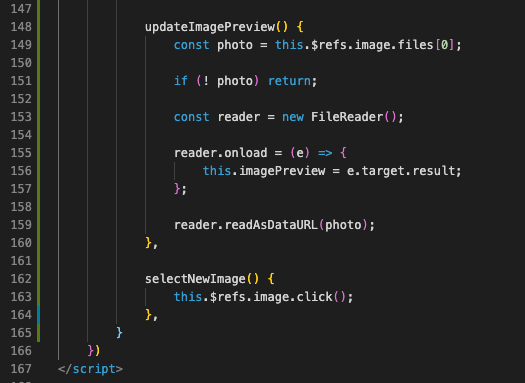 147
148 updateImagePreview() {
149 const photo = this.$refs.image.files[0];
150
151 if (! photo) return;
152
153 const reader = new FileReader();
154
155 reader.onload = (e) => {
156 this.imagePreview = e.target.result;
157 };
158
159 reader.readAsDataURL(photo);
160 },
161
162 selectNewImage() {
163 this.$refs.image.click();
164 },
165 }
166 })
167 </script>